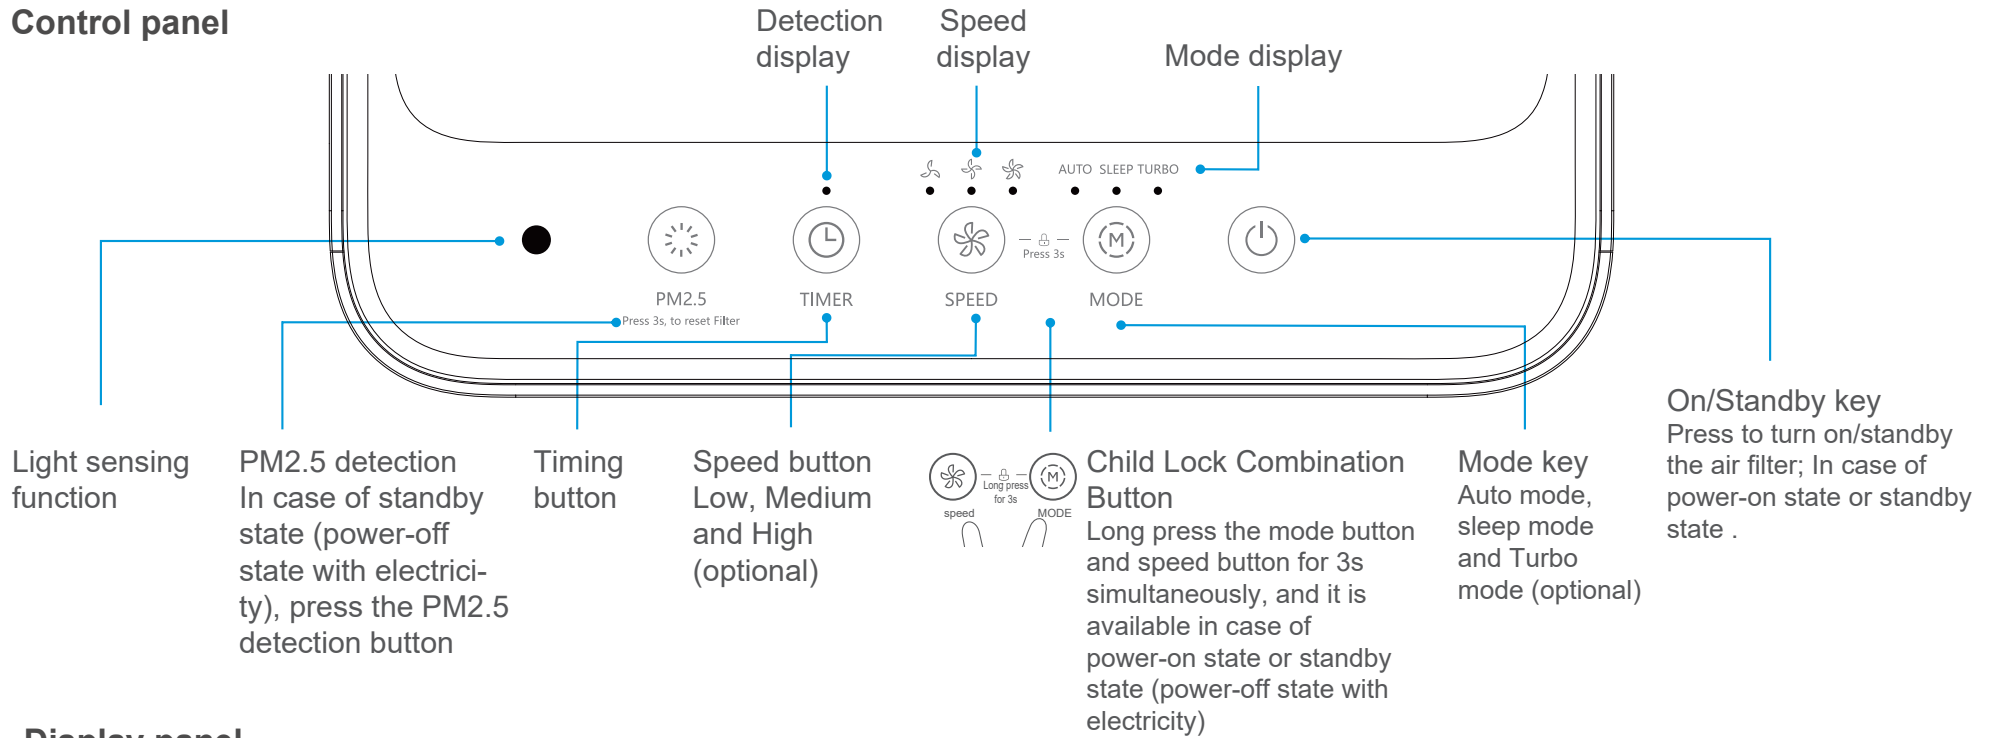 Control panel
Detection
display
Speed
display
Mode display
AUTO SLEEP TURBO
M
Press 3s
PM2.5
Press 3s, to reset Filter
TIMER
SPEED
MODE
Light sensing
function
PM2.5 detection
In case of standby
state (power-off
state with electrici-
ty), press the PM2.5
detection button
Timing
button
Speed button
Low, Medium
and High
(optional)
Long press
for 3s
M
speed
MODE
Child Lock Combination
Button
Long press the mode button
and speed button for 3s
simultaneously, and it is
available in case of
power-on state or standby
state (power-off state with
electricity)
Mode key
Auto mode,
sleep mode
and Turbo
mode (optional)
On/Standby key
Press to turn on/standby
the air filter; In case of
power-on state or standby
state .
Display panel